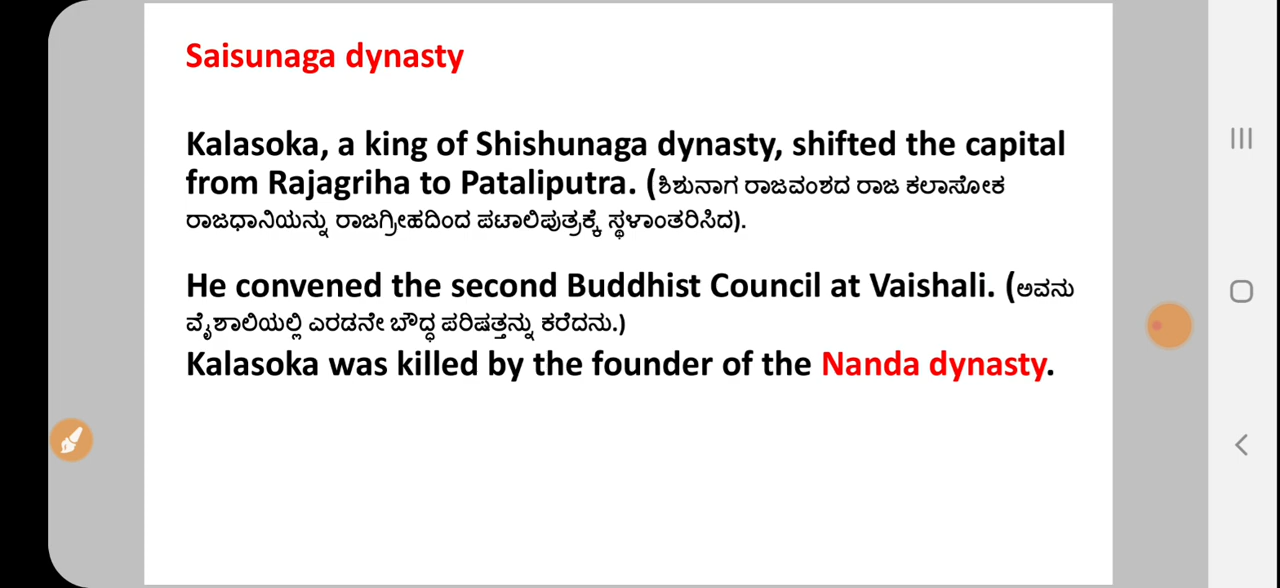 Saisunaga dynasty
Kalasoka, a king of Shishunaga dynasty, shifted the capital
from Rajagriha to Pataliputra. (ಶಿಶುನಾಗ ರಾಜವಂಶದ ರಾಜ ಕಲಾಸೋಕ
ರಾಜಧಾನಿಯನ್ನು ರಾಜಗ್ರೀಹದಿಂದ ಪಟಾಲಿಪುತ್ರಕ್ಕೆ ಸ್ಥಳಾಂತರಿಸಿದ).
He convened the second Buddhist Council at Vaishali. (ಅವನು
ವೈಶಾಲಿಯಲ್ಲಿ ಎರಡನೇ ಬೌದ್ಧ ಪರಿಷತ್ತನ್ನು ಕರೆದನು.)
Kalasoka was killed by the founder of the Nanda dynasty.